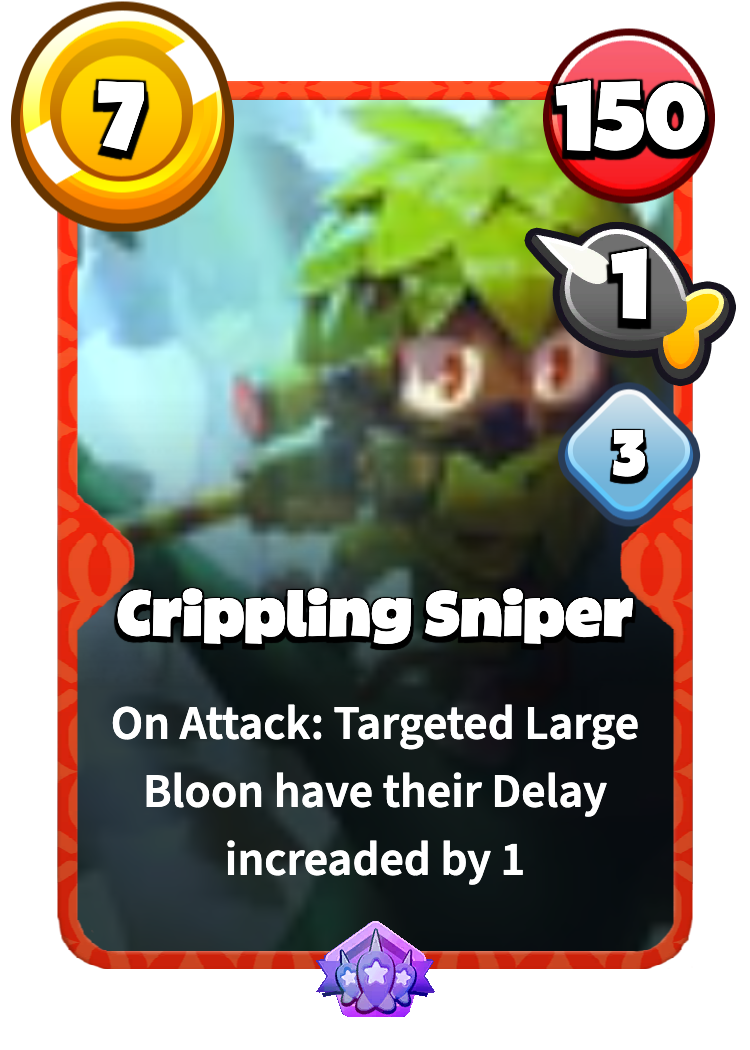 7
150
1
3
Crippling Sniper
On Attack: Targeted Large
Bloon have their Delay
increaded by 1